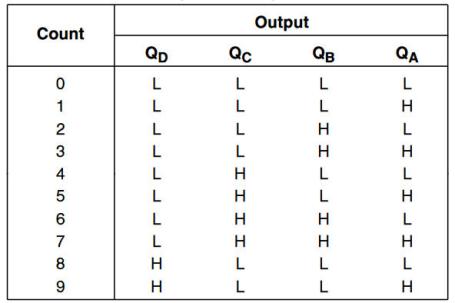 Count Output
Q_D Q_C Q_B Q_A
0 L L L L
1 L L L H
2 L L H L
3 L L H H
4 L H L L
5 L H L H
6 L H H L
7 L H H H
8 H L L L
9 H L L H